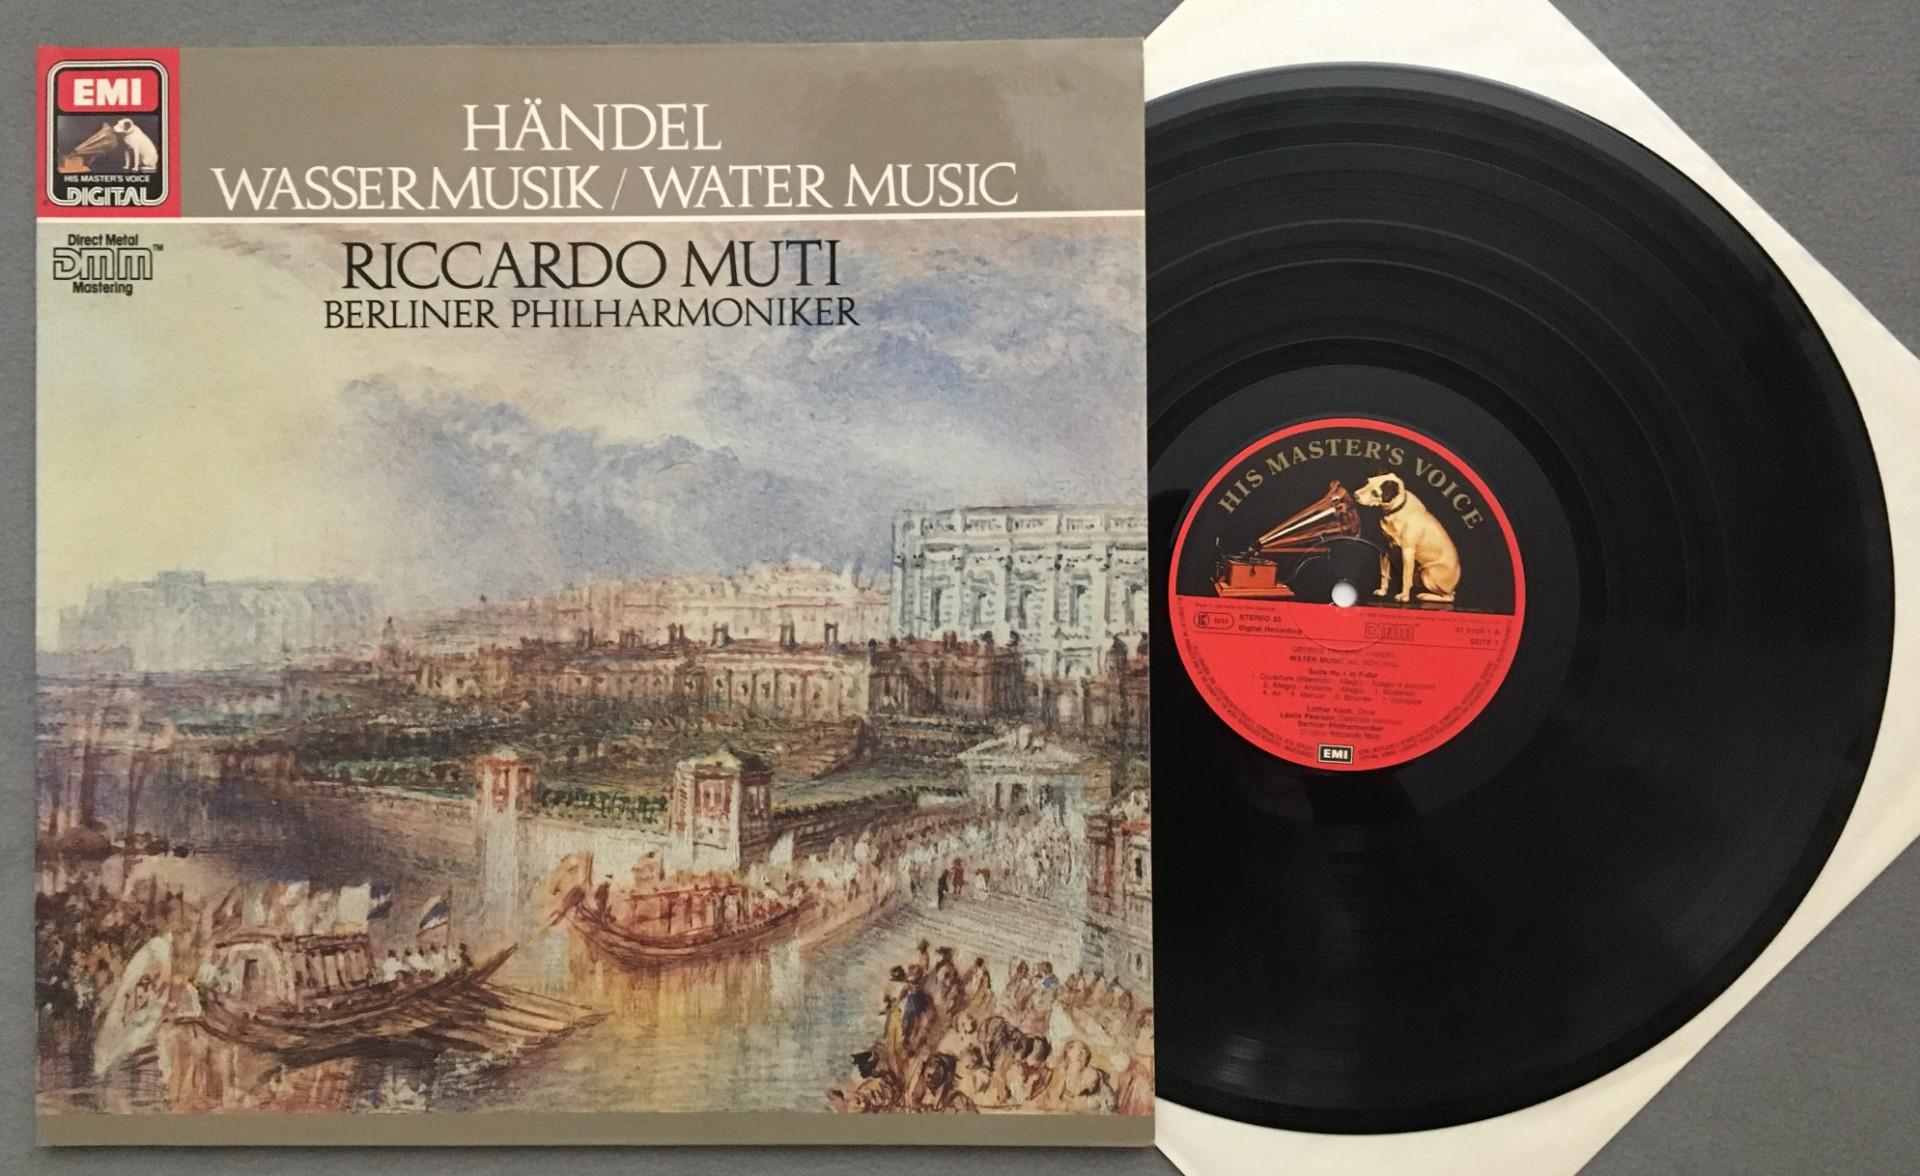 EMI
HIS MASTER'S VOICE
DIGITAL
HÄNDEL
WASSERMUSIK / WATER MUSIC
Direct Metal
DMM™
Mastering
RICCARDO MUTI
BERLINER PHILHARMONIKER
HIS MASTER'S VOICE
STEREO 33
Digital Recording
DMM
SEITE 1
WATER MUSIC
Suite No. 1 in F-dur
Lothar Koch, Oboe
Leslie Pearson, Cembalo continuo
Berliner Philharmoniker
Dirigent Riccardo Muti
EMI